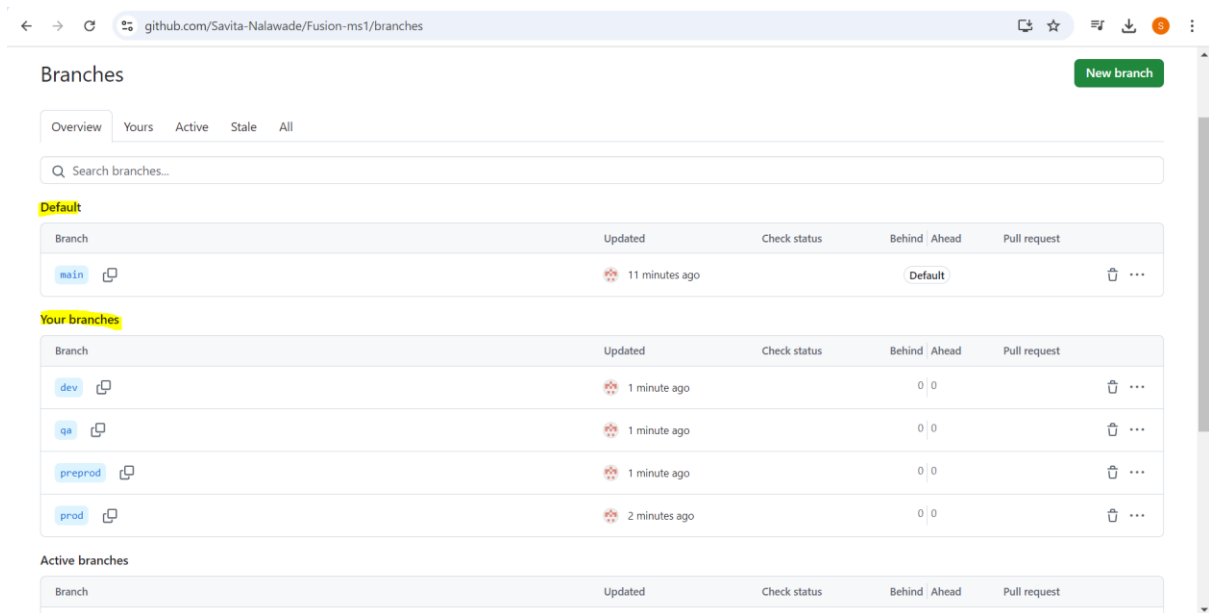 github.com/Savita-Nalawade/Fusion-ms1/branches
S
Branches
New branch
Overview Yours Active Stale All
Search branches...
Default
Branch Updated Check status Behind Ahead Pull request
main 11 minutes ago Default
Your branches
Branch Updated Check status Behind Ahead Pull request
dev 1 minute ago 0 0
qa 1 minute ago 0 0
preprod 1 minute ago 0 0
prod 2 minutes ago 0 0
Active branches
Branch Updated Check status Behind Ahead Pull request